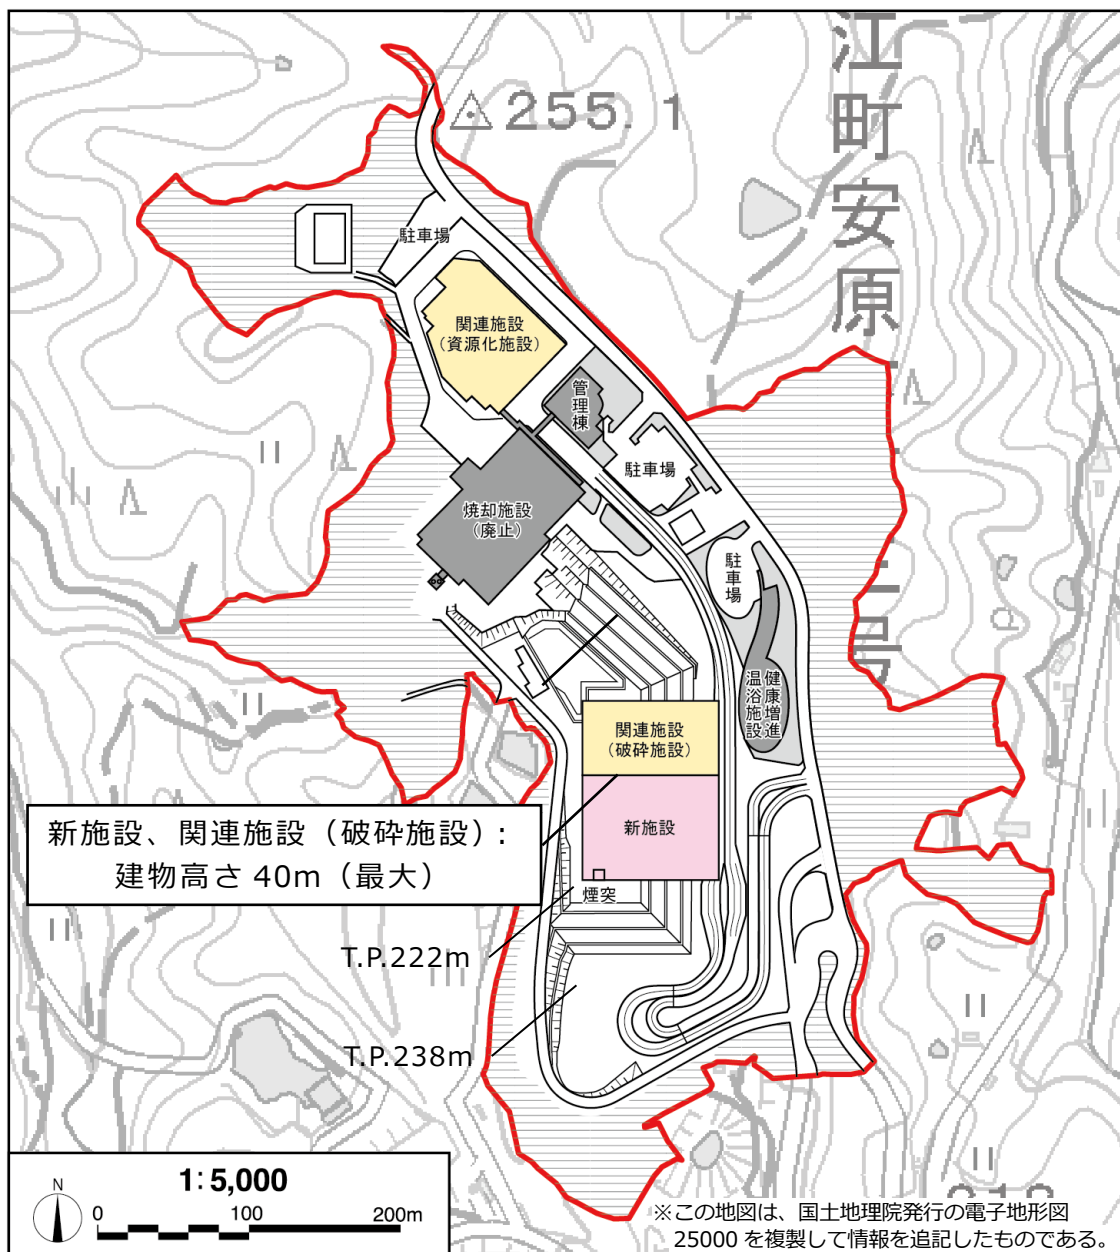 江町安原
255.1
駐車場
関連施設
(資源化施設)
管理棟
駐車場
焼却施設
(廃止)
駐車場
健康増進
温浴施設
号
関連施設
(破砕施設)
新施設、関連施設（破砕施設）：
建物高さ 40m（最大）
新施設
煙突
T.P.222m
T.P.238m
1:5,000
N
0 100 200m
※この地図は、国土地理院発行の電子地形図
25000 を複製して情報を追記したものである。